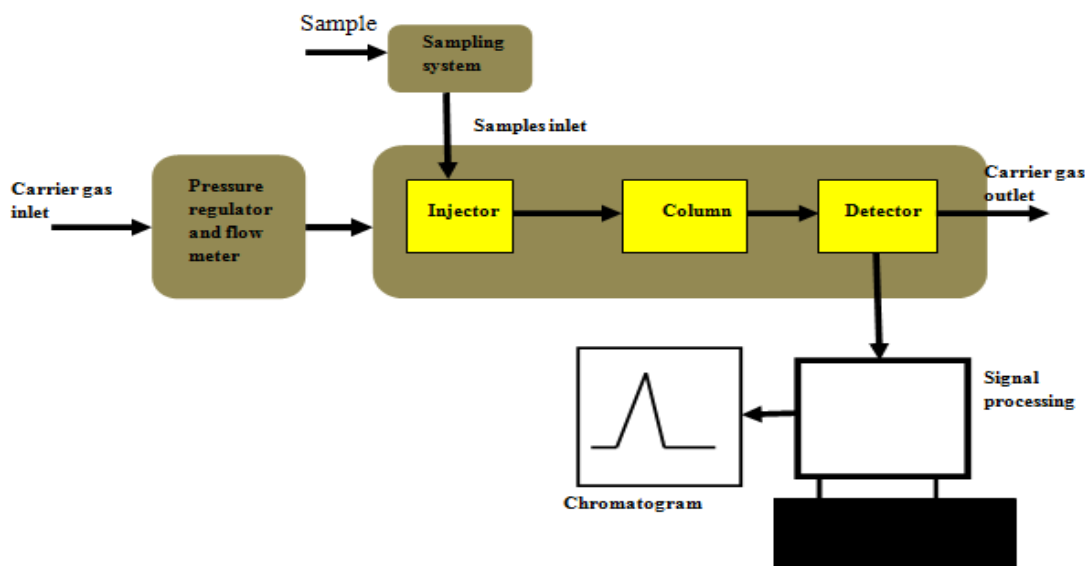 Sample
Sampling
system
Samples inlet
Carrier gas
inlet
Pressure
regulator
and flow
meter
Injector
Column
Detector
Carrier gas
outlet
Signal
processing
Chromatogram